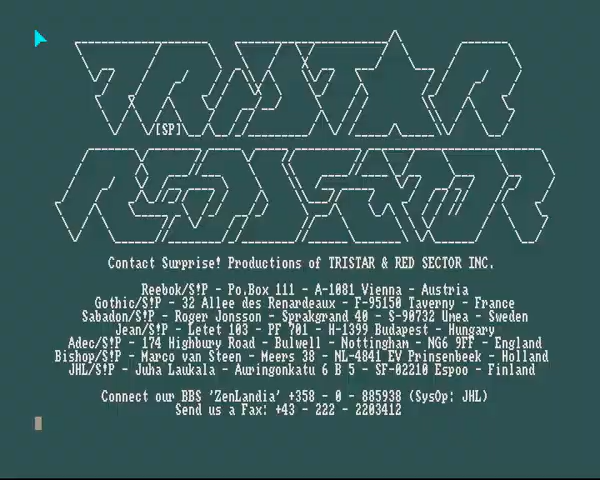 TRISTAR
[SP]
RED SECTOR
Contact Surprise! Productions of TRISTAR & RED SECTOR INC.
Reebok/S!P - Po.Box 111 - A-1081 Vienna - Austria
Gothic/S!P - 32 Allee des Renardeaux - F-95150 Taverny - France
Sabadon/S!P - Roger Jonsson - Sprakgrand 40 - S-90732 Umea - Sweden
Jean/S!P - Letet 103 - PF 701 - H-1399 Budapest - Hungary
Adec/S!P - 174 Highbury Road - Bulwell - Nottingham - NG6 9FF - England
Bishop/S!P - Marco van Steen - Meers 38 - NL-4841 EV Prinsenbeek - Holland
JHL/S!P - Juha Laukala - Auringonkatu 6 B 5 - SF-02210 Espoo - Finland
Connect our BBS 'ZenLandia' +358 - 0 - 885938 (SysOp: JHL)
Send us a Fax: +43 - 222 - 2203412